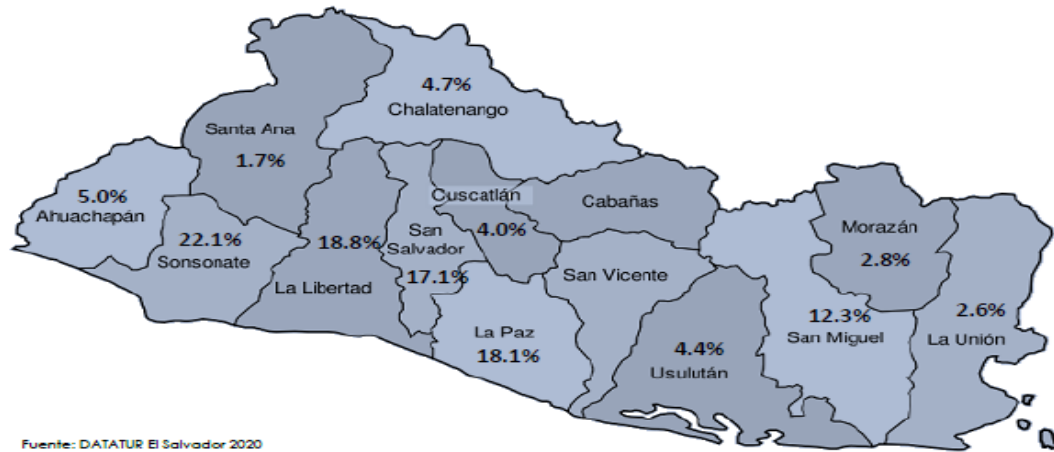 4.7%
Chalatenango
Santa Ana
1.7%
5.0%
Ahuachapán
22.1%
Sonsonate
18.8%
La Libertad
San
Salvador
17.1%
Cuscatlán
4.0%
Cabañas
San Vicente
La Paz
18.1%
4.4%
Usulután
Morazán
2.8%
12.3%
San Miguel
2.6%
La Unión
Fuente: DATATUR El Salvador 2020